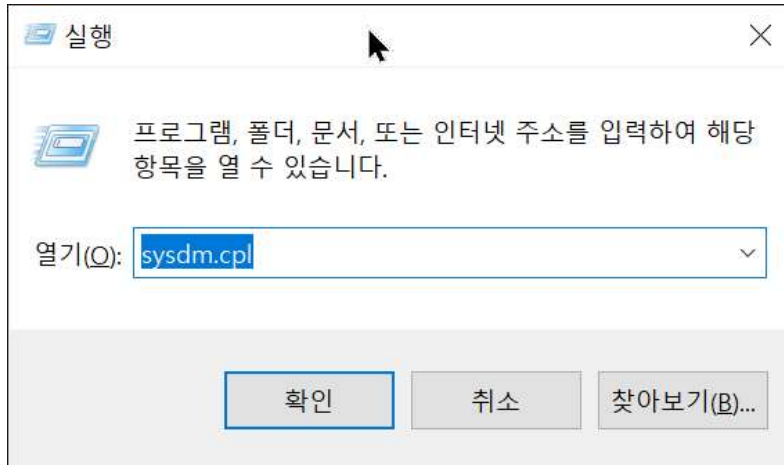 실행
프로그램, 폴더, 문서, 또는 인터넷 주소를 입력하여 해당
항목을 열 수 있습니다.
열기(O): sysdm.cpl
확인 취소 찾아보기(B)...